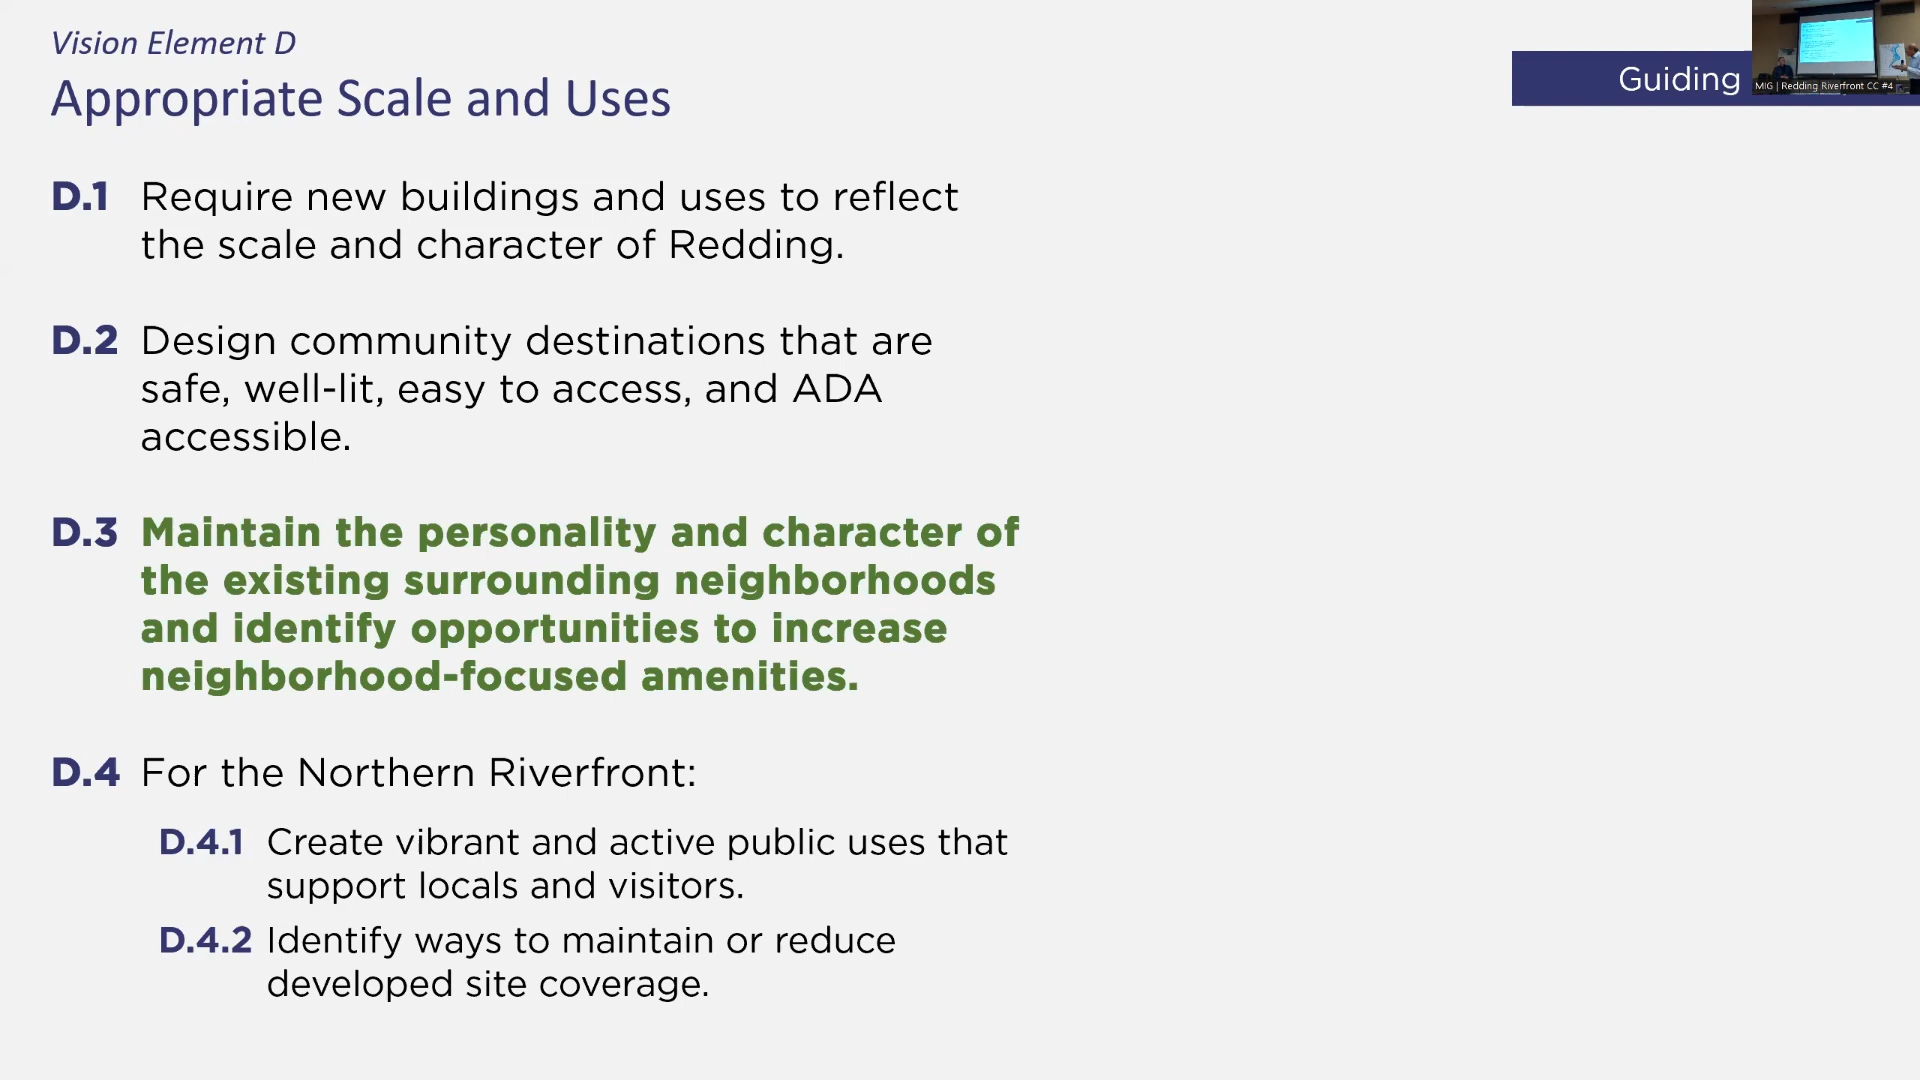 Vision Element D
Appropriate Scale and Uses
Guiding
MIG | Redding Riverfront CC #4
D.1 Require new buildings and uses to reflect
the scale and character of Redding.
D.2 Design community destinations that are
safe, well-lit, easy to access, and ADA
accessible.
D.3 Maintain the personality and character of
the existing surrounding neighborhoods
and identify opportunities to increase
neighborhood-focused amenities.
D.4 For the Northern Riverfront:
D.4.1 Create vibrant and active public uses that
support locals and visitors.
D.4.2 Identify ways to maintain or reduce
developed site coverage.